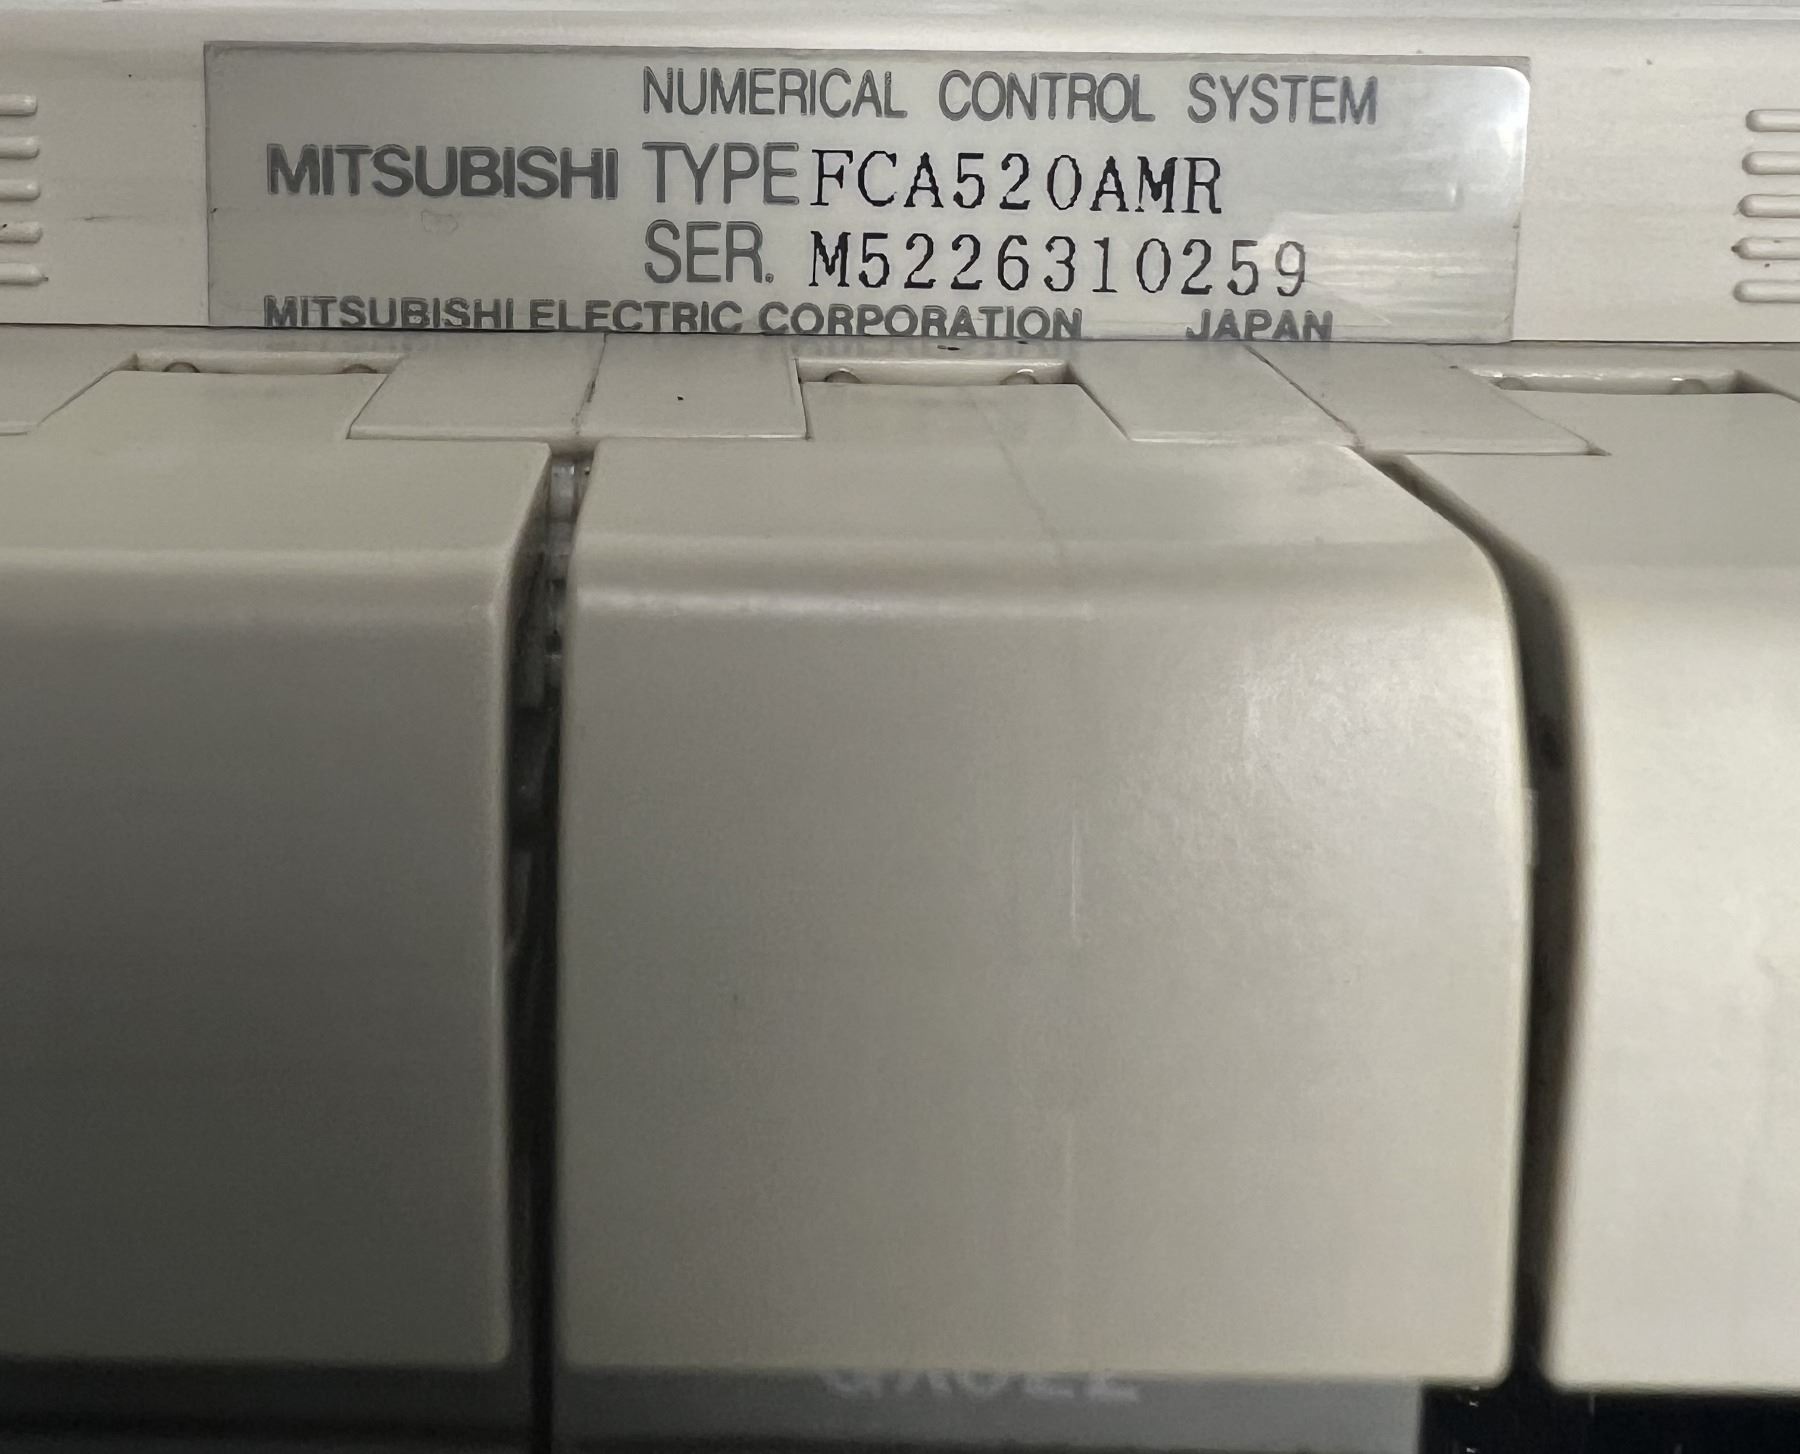 NUMERICAL CONTROL SYSTEM
MITSUBISHI TYPE FCA520AMR
SER. M5226310259
MITSUBISHI ELECTRIC CORPORATION JAPAN